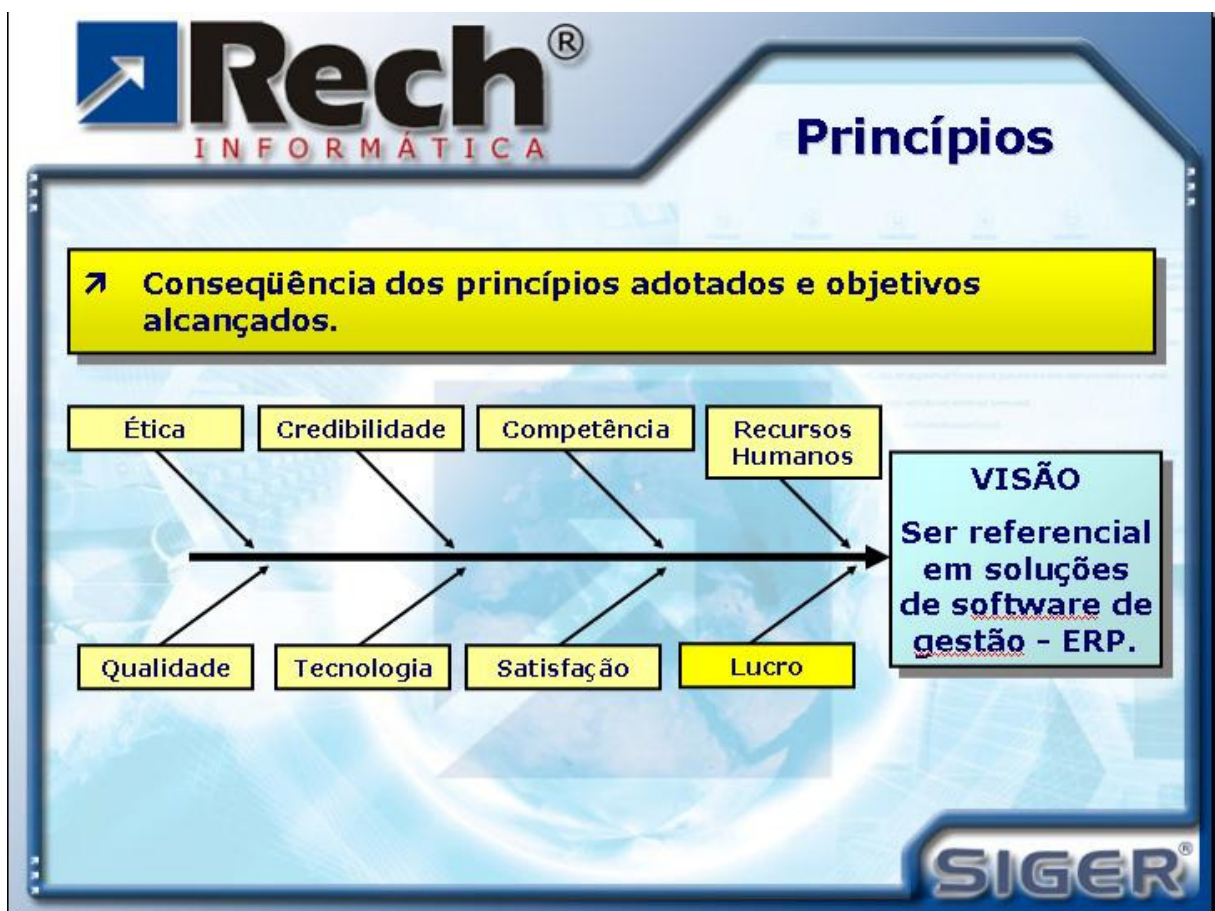 Rech®
INFORMÁTICA
Princípios
Conseqüência dos princípios adotados e objetivos
alcançados.
Ética
Credibilidade
Competência
Recursos
Humanos
VISÃO
Ser referencial
em soluções
de software de
gestão - ERP.
Qualidade
Tecnologia
Satisfação
Lucro
SIGER®